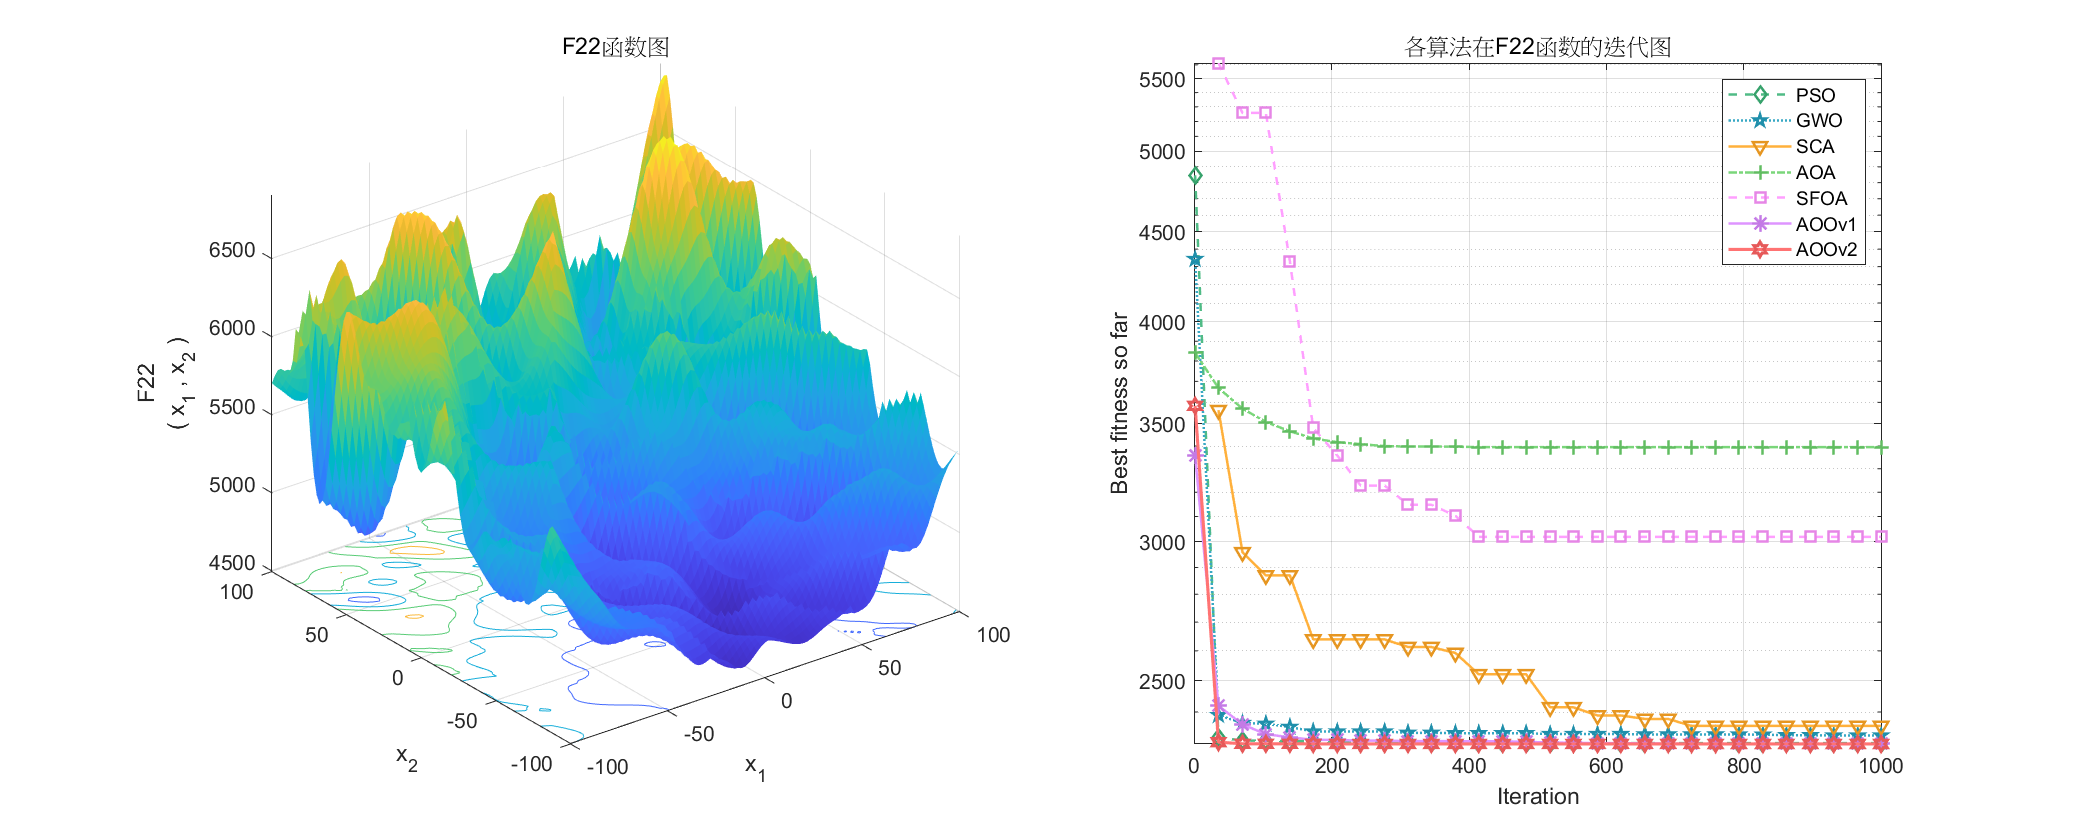 F22函数图
6500
6000
5500
5000
4500
F22
( x1 , x2 )
100
50
0
-50
-100
x2
-100
-50
0
50
100
x1
各算法在F22函数的迭代图
5500
5000
4500
4000
3500
3000
2500
Best fitness so far
0
200
400
600
800
1000
Iteration
PSO
GWO
SCA
AOA
SFOA
AOOv1
AOOv2